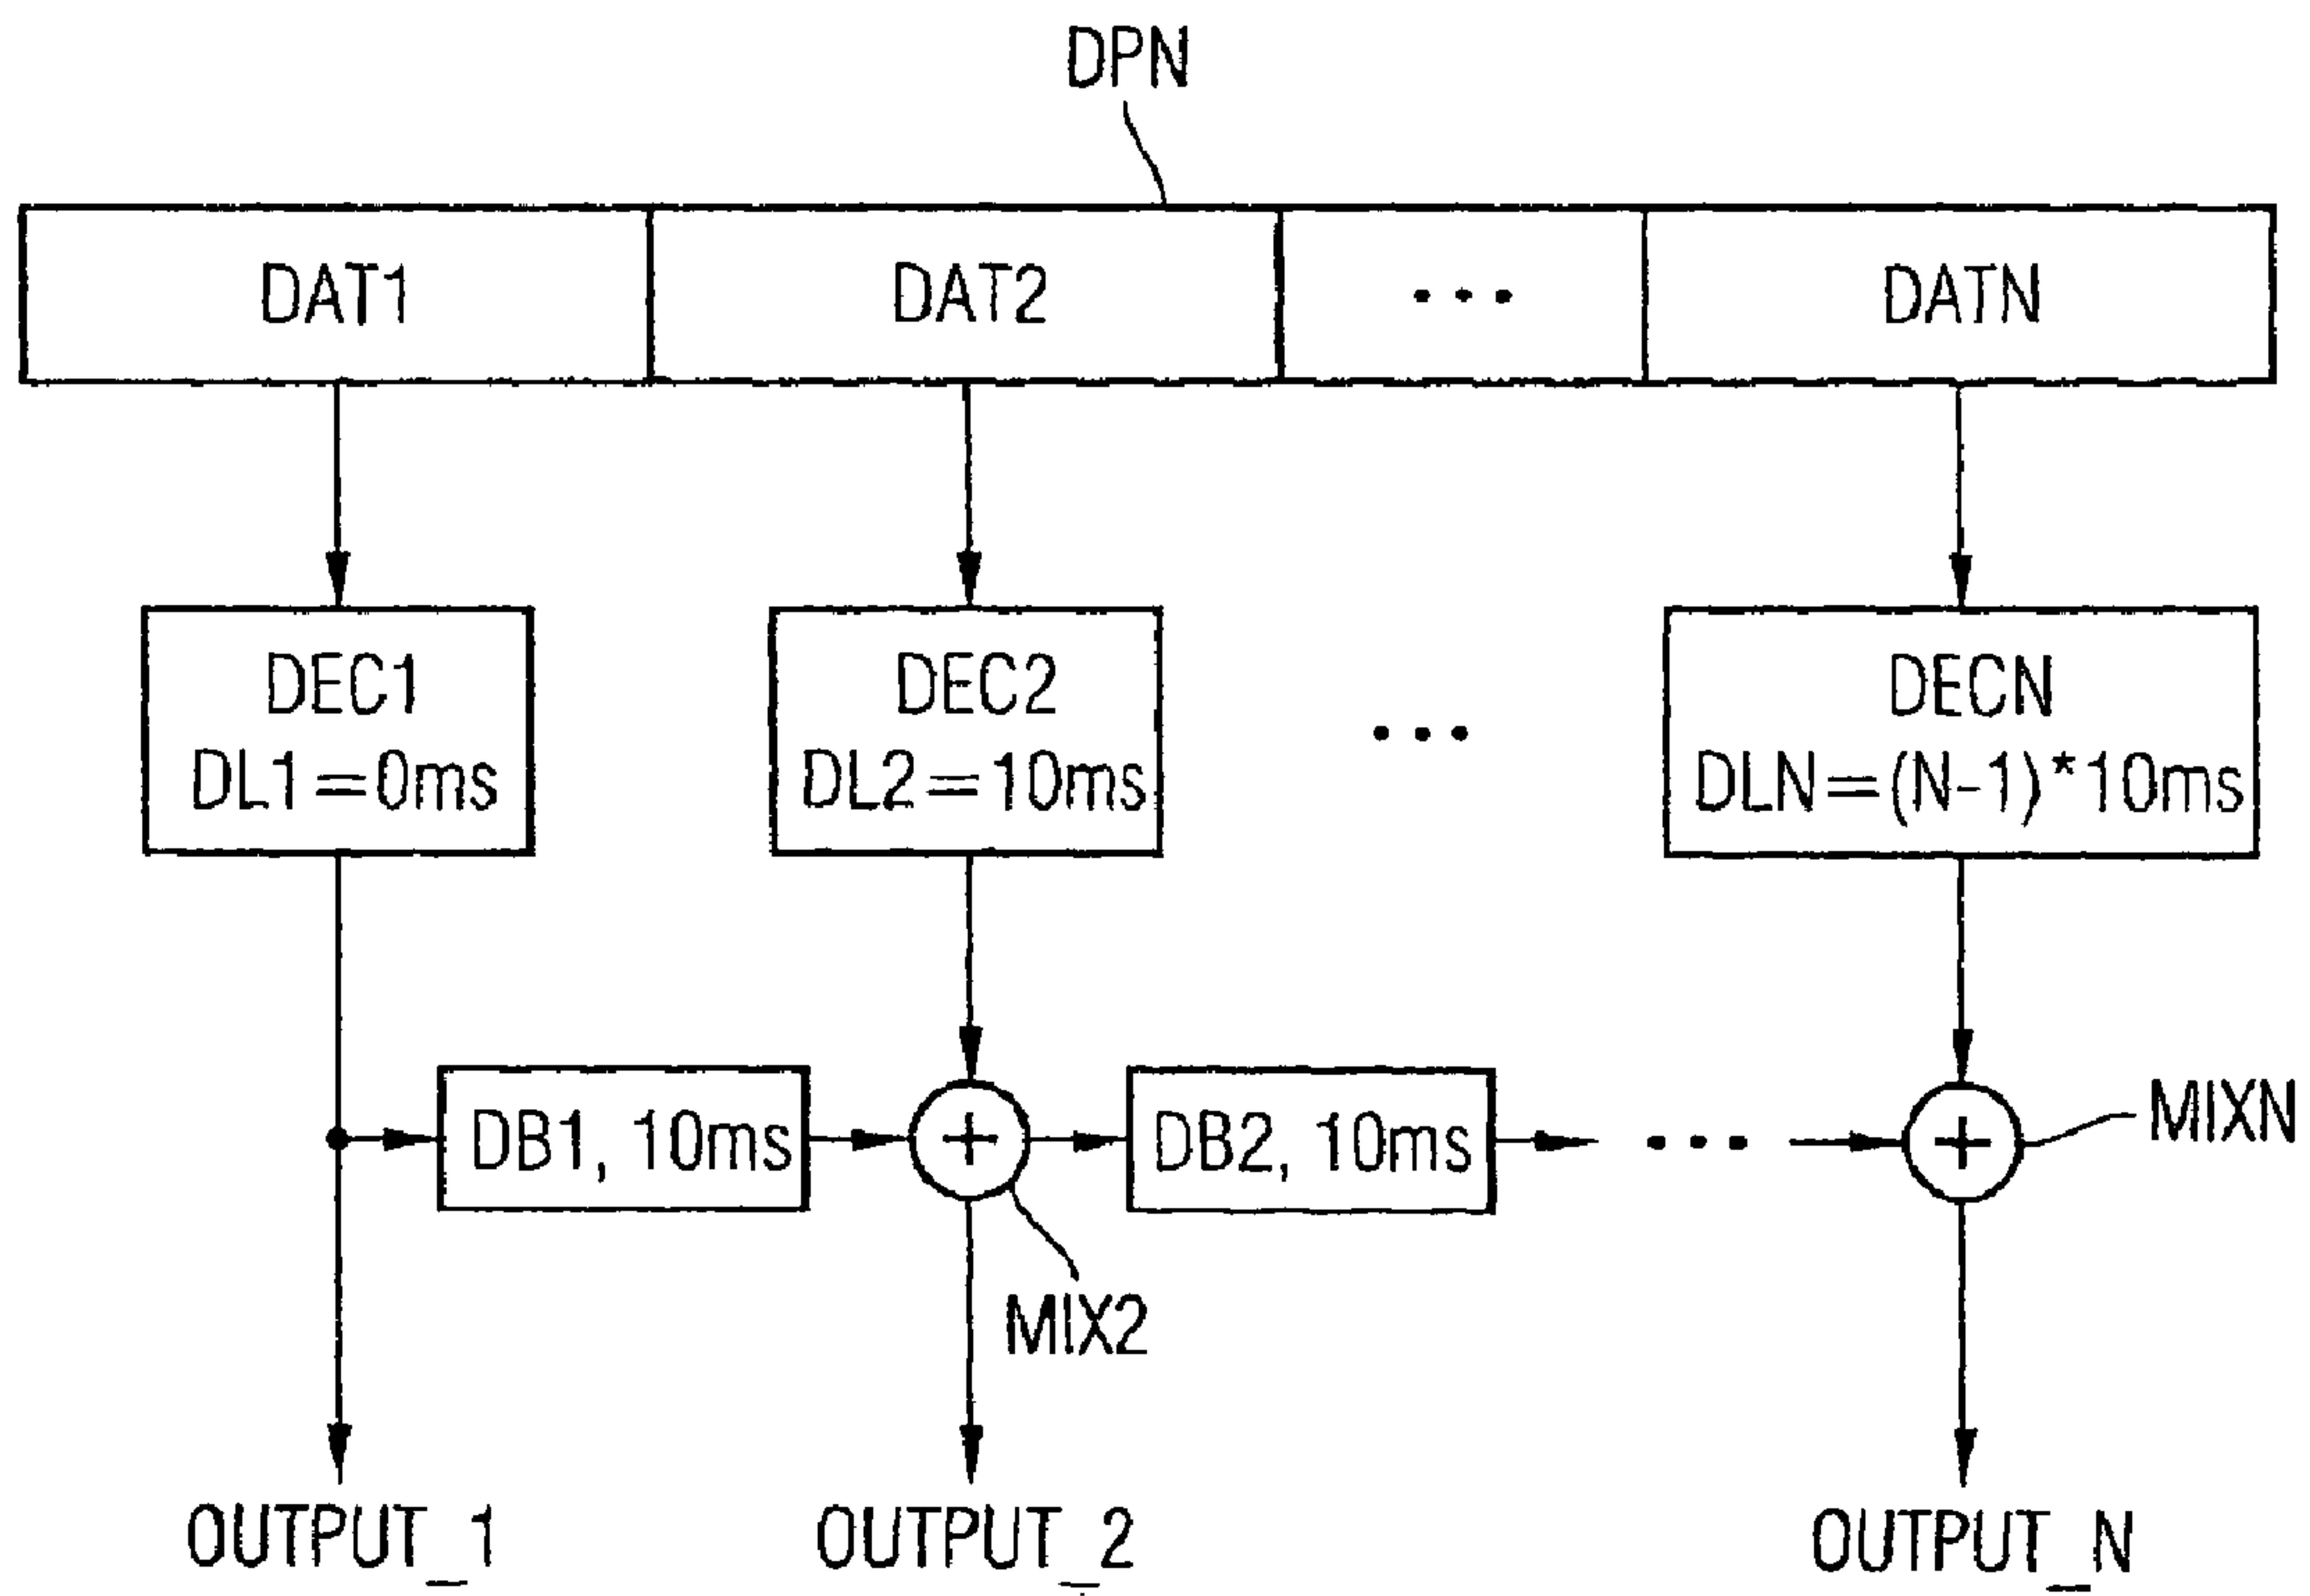 DPN
DAT1
DAT2
...
DATN
DEC1
DL1=0ms
DEC2
DL2=10ms
...
DECN
DLN=(N-1)*10ms
DB1, 10ms
+
DB2, 10ms
...
+
MIXN
MIX2
OUTPUT_1
OUTPUT_2
OUTPUT_N